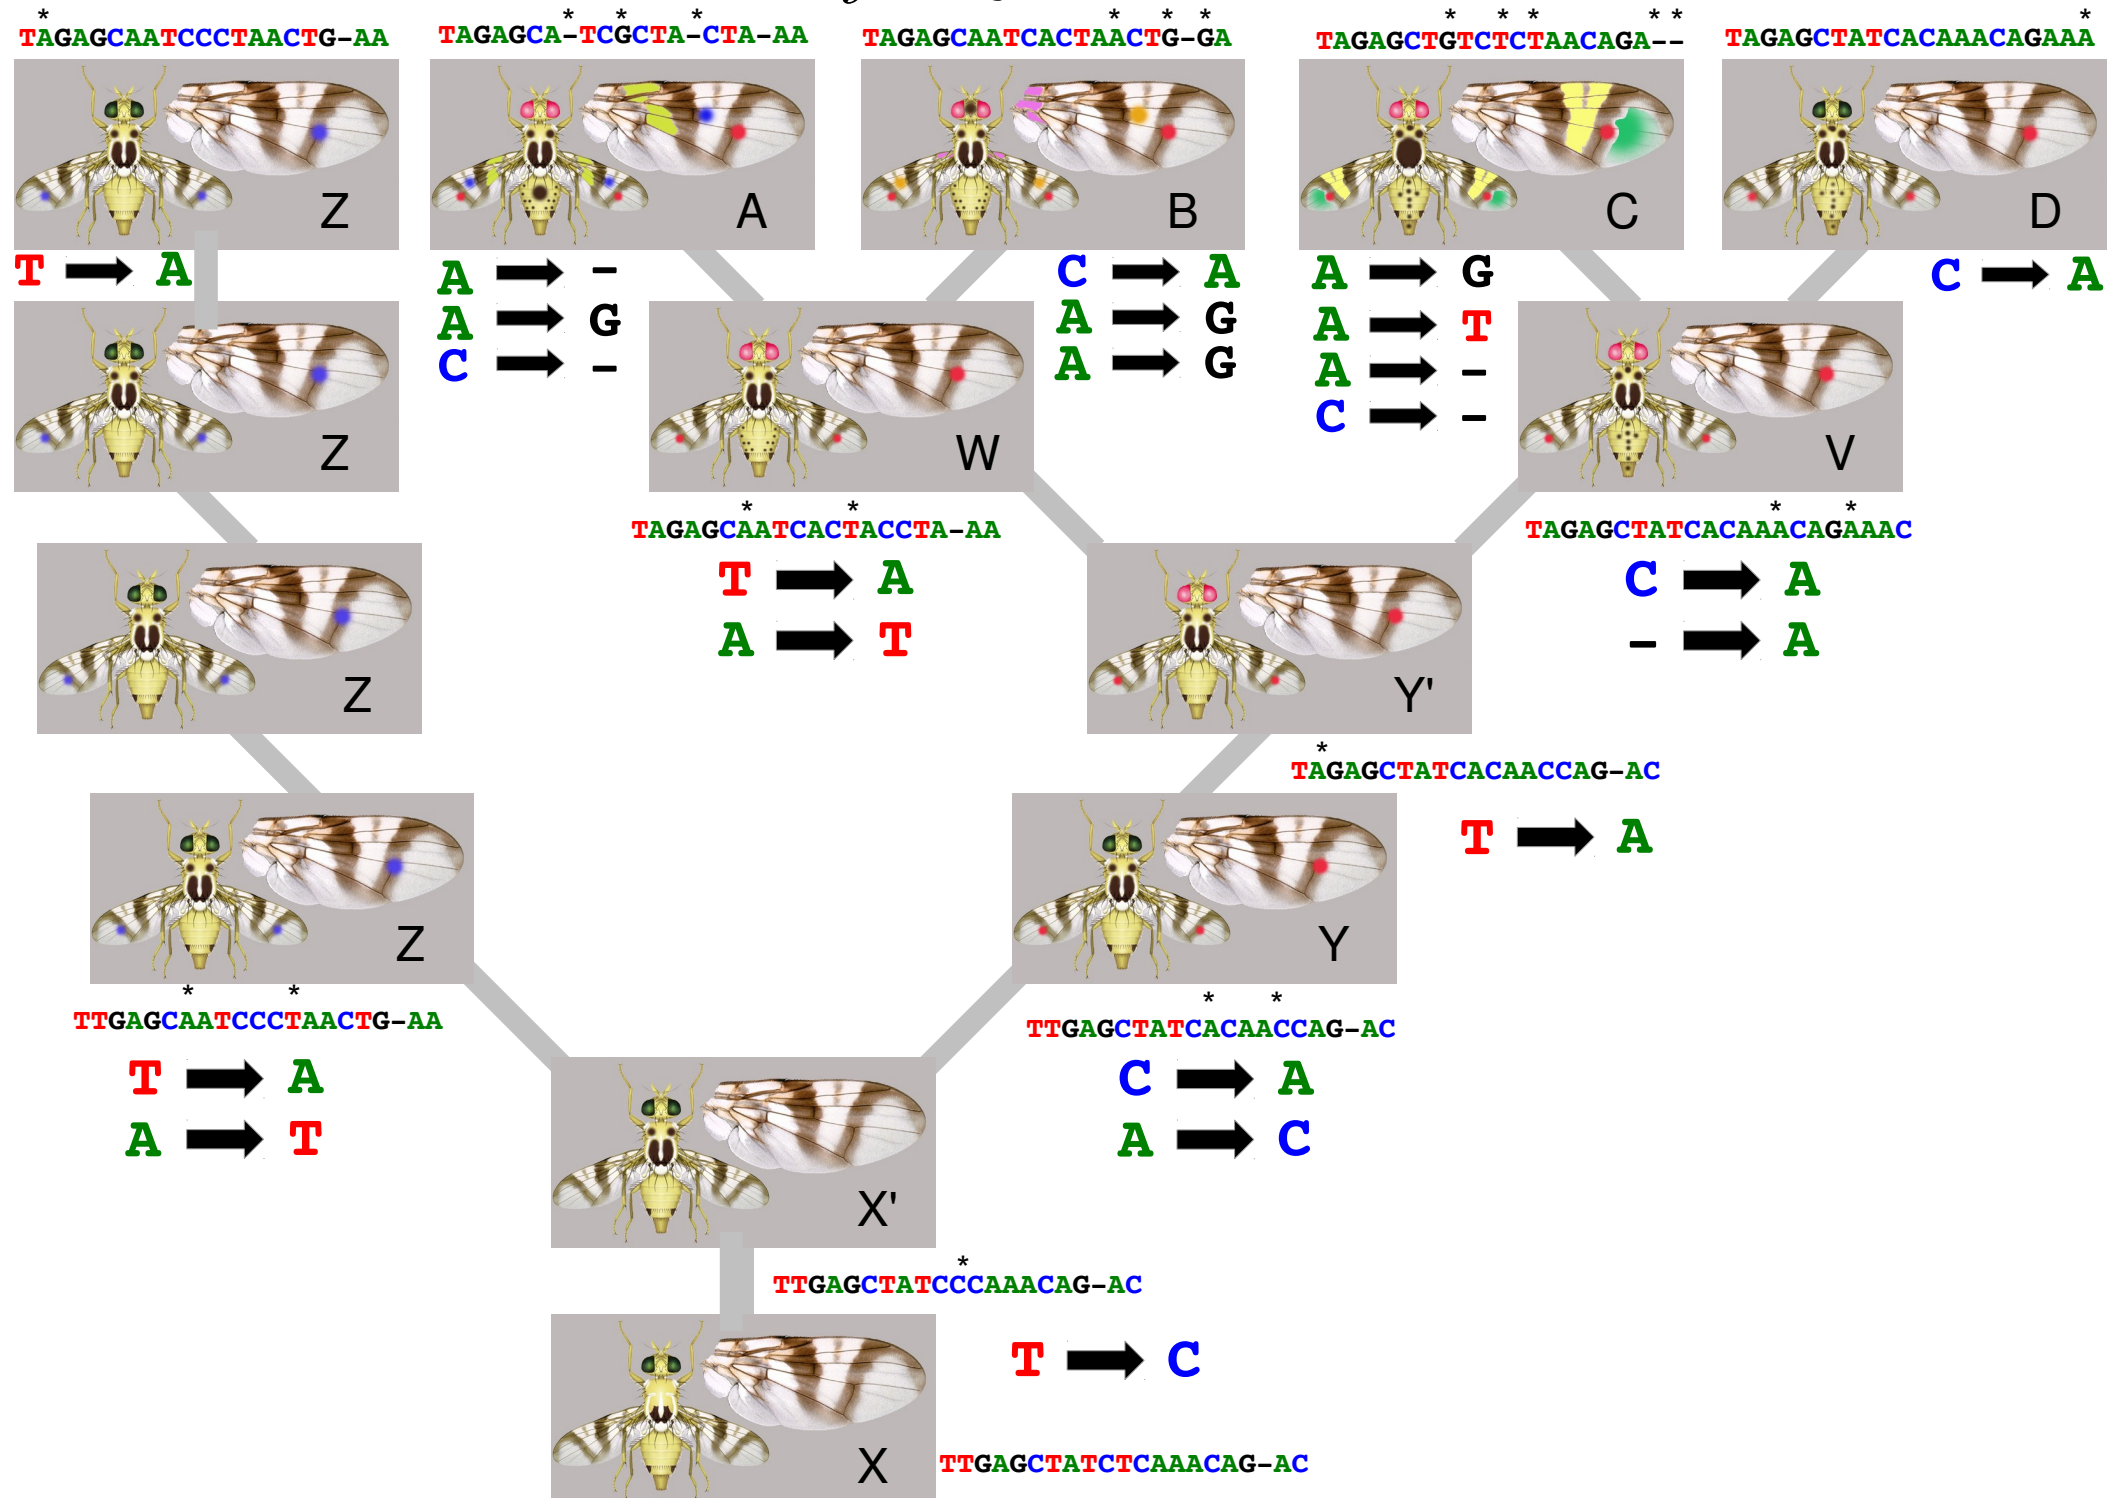 * * * * * * * * * * * * *
TAGAGCAATCCCTAACTG-AA TAGAGCA-TCGCTA-CTA-AA TAGAGCAATCACTAACTG-GA TAGAGCTGTCTCTAACAGA-- TAGAGCTATCACAAACAGAAA
Z A B C D
T A
A -
A G
C -
C A
A G
A G
A G
A T
A -
C -
C A
Z W V
* *
TAGAGCAATCACTACCTA-AA
T A
A T
* *
TAGAGCTATCACAAACAGAAAC
C A
- A
Z Y'
*
TAGAGCTATCACAACCAG-AC
T A
Z Y
* *
TTGAGCAATCCCTAACTG-AA
T A
A T
* *
TTGAGCTATCACAACCAG-AC
C A
A C
X'
*
TTGAGCTATCCCAAACAG-AC
T C
X
TTGAGCTATCTCAAACAG-AC